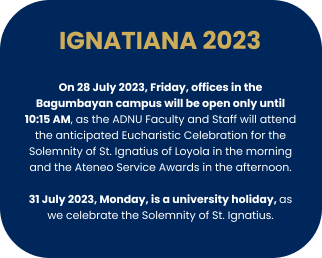 IGNATIANA 2023
On 28 July 2023, Friday, offices in the
Bagumbayan campus will be open only until
10:15 AM, as the ADNU Faculty and Staff will attend
the anticipated Eucharistic Celebration for the
Solemnity of St. Ignatius of Loyola in the morning
and the Ateneo Service Awards in the afternoon.
31 July 2023, Monday, is a university holiday, as
we celebrate the Solemnity of St. Ignatius.